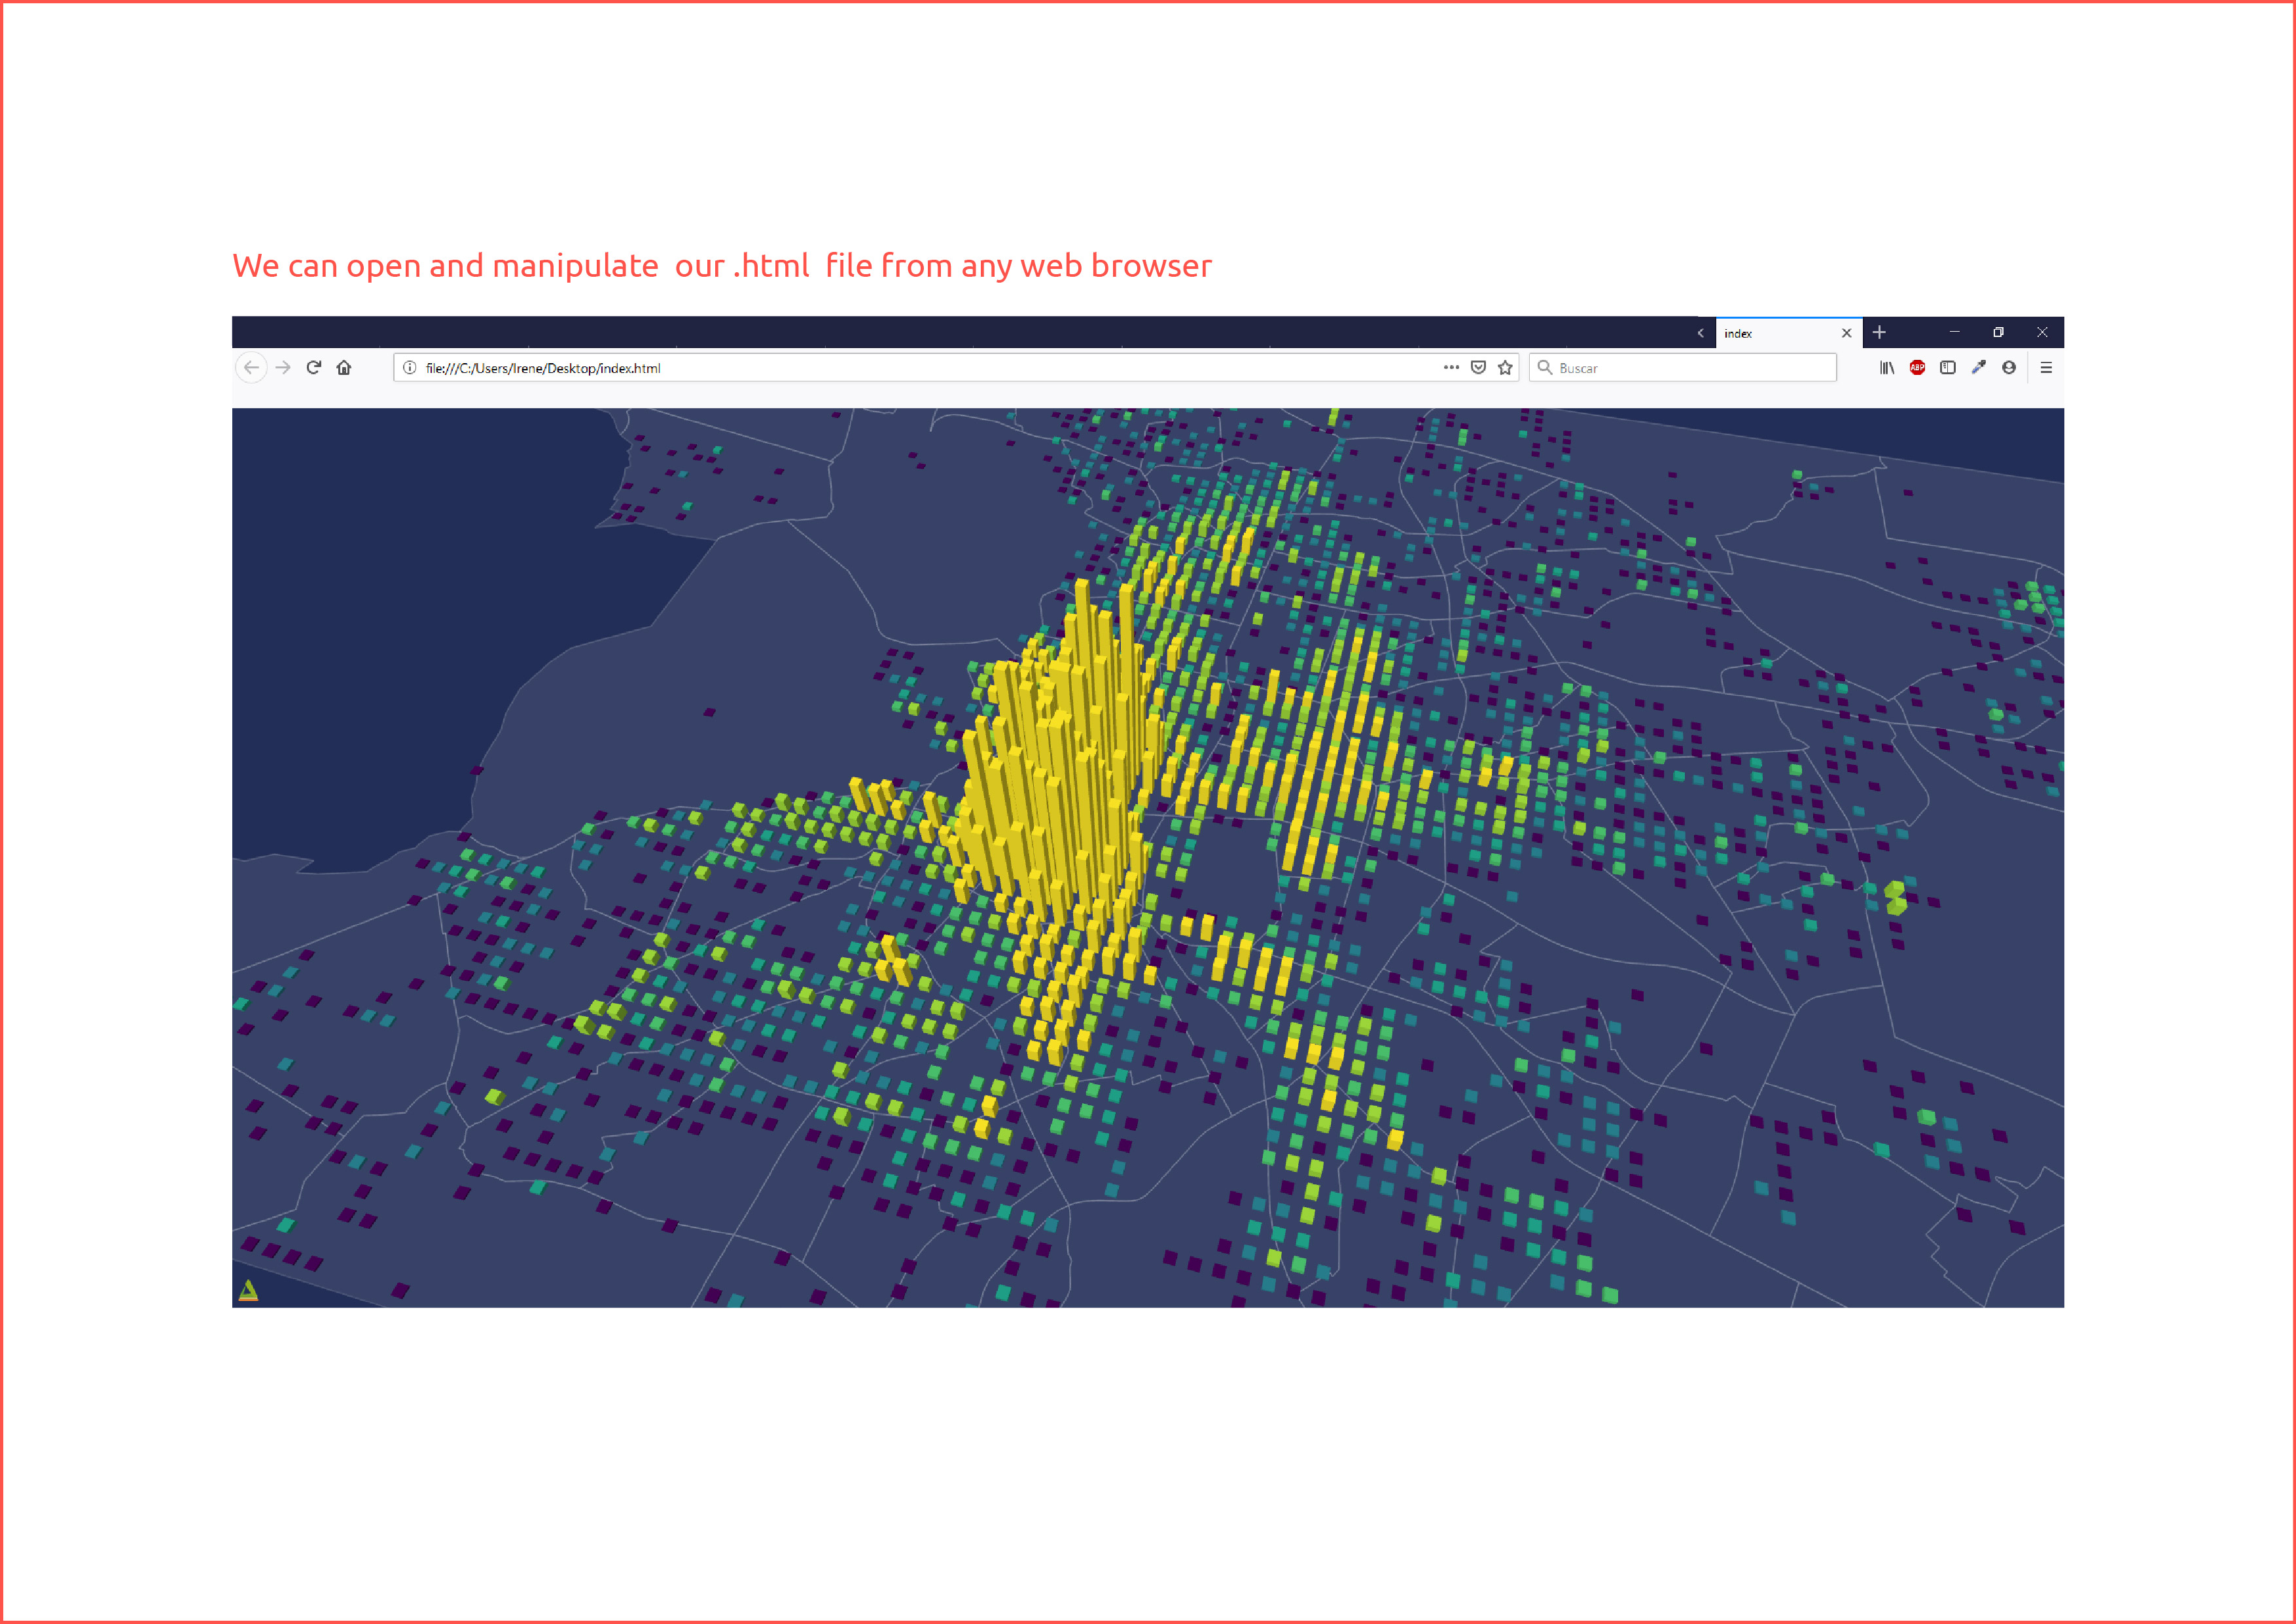 We can open and manipulate our .html file from any web browser
index
file:///C:/Users/Irene/Desktop/index.html
Buscar
ABP